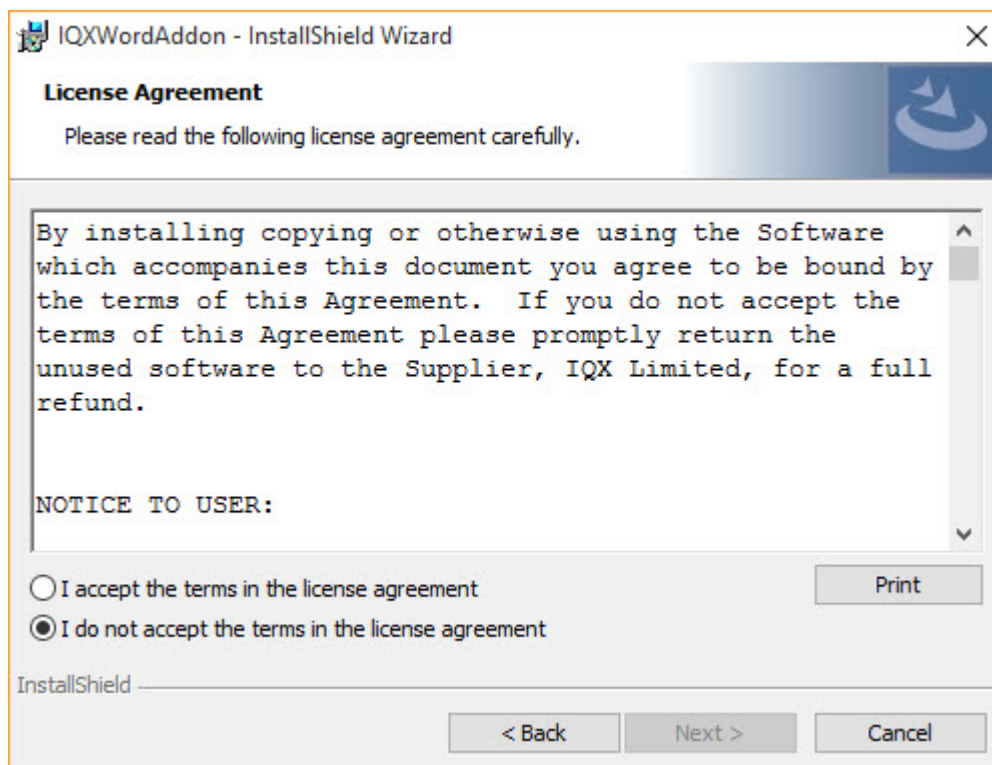 IQXWordAddon - InstallShield Wizard
License Agreement
Please read the following license agreement carefully.
By installing copying or otherwise using the Software
which accompanies this document you agree to be bound by
the terms of this Agreement.  If you do not accept the
terms of this Agreement please promptly return the
unused software to the Supplier, IQX Limited, for a full
refund.
NOTICE TO USER:
I accept the terms in the license agreement
Print
I do not accept the terms in the license agreement
InstallShield
< Back
Next >
Cancel